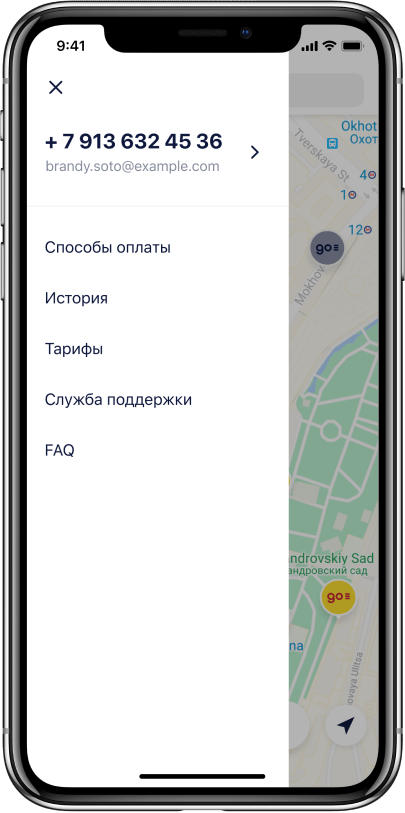 9:41
+ 7 913 632 45 36
brandy.soto@example.com
Способы оплаты
История
Тарифы
Служба поддержки
FAQ
Okhot
Охот
Tverskaya St
4
1
12
go
Mokhov
ndrovskiy Sad
андровский сад
go
na
ovaya Ulitsa